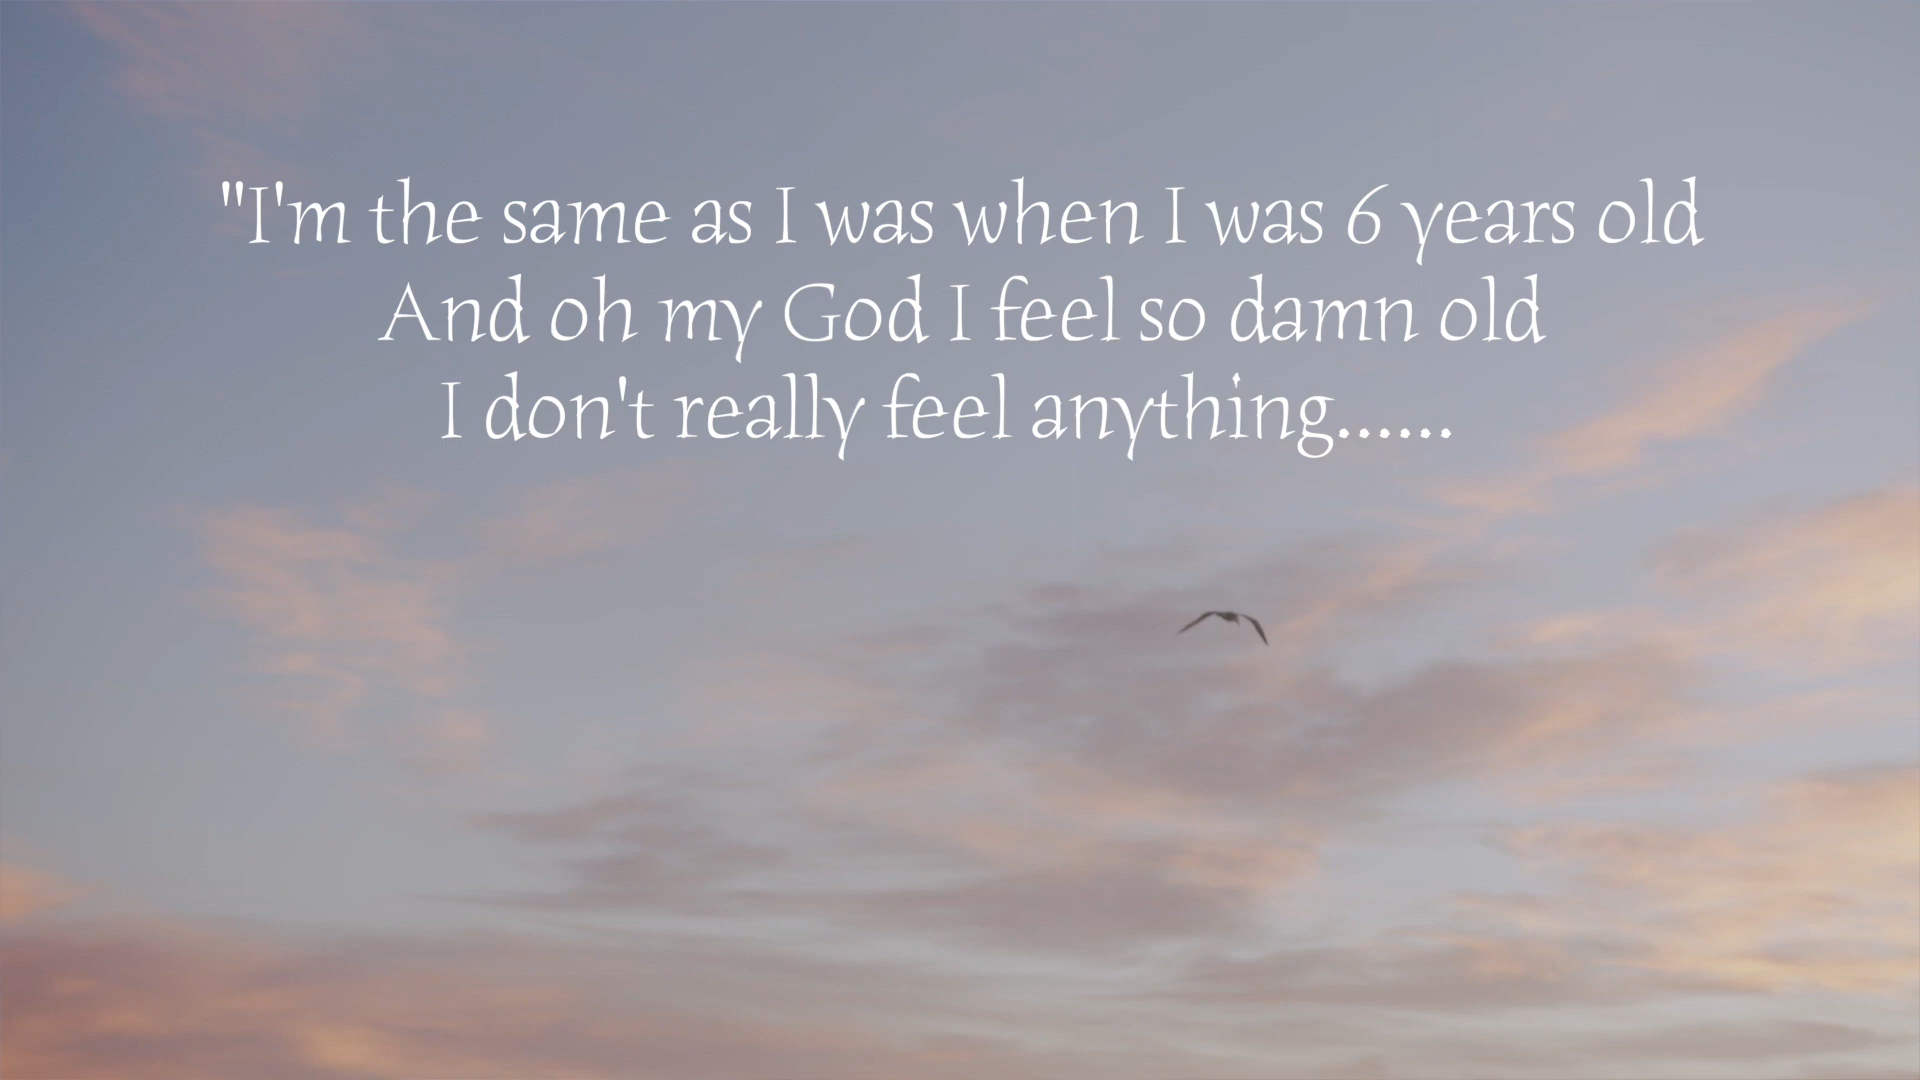 "I'm the same as I was when I was 6 years old
And oh my God I feel so damn old
I don't really feel anything......